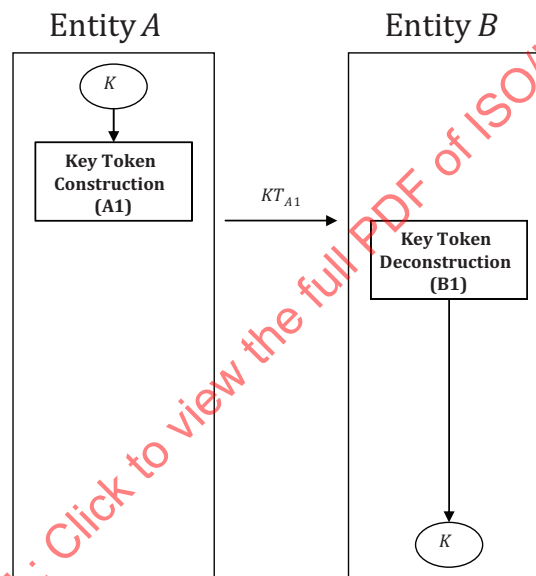 Entity A
Entity B
K
Key Token
Construction
(A1)
KT_{A1}
Key Token
Deconstruction
(B1)
K
: Click to view the full PDF of ISO/